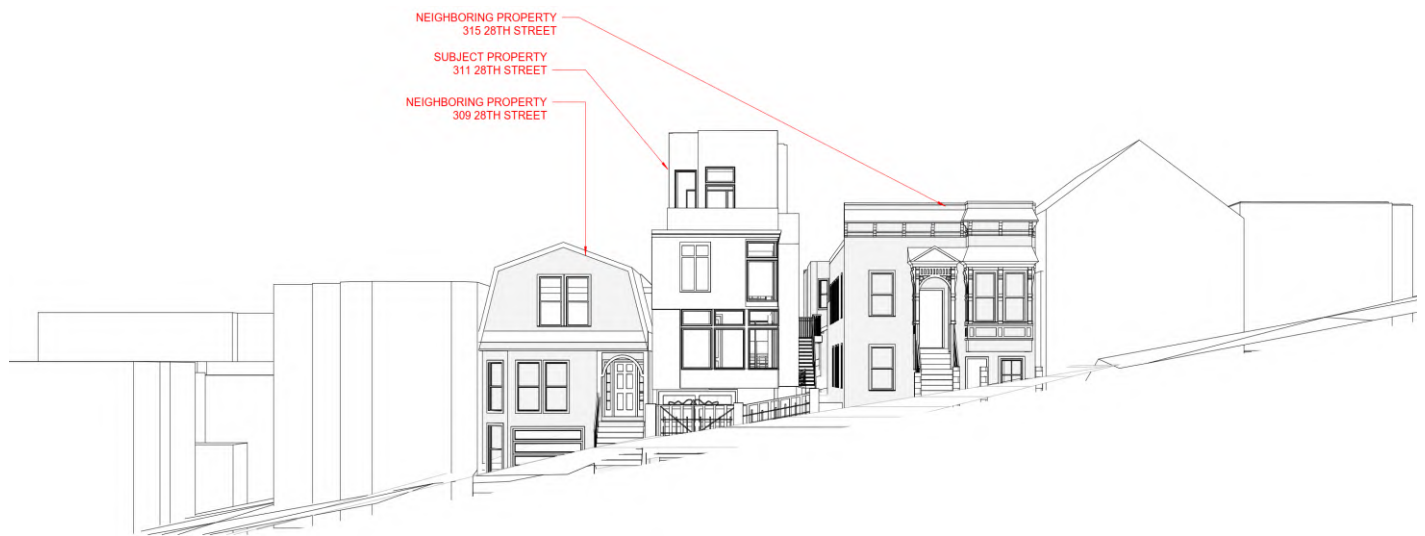 NEIGHBORING PROPERTY
315 28TH STREET
SUBJECT PROPERTY
311 28TH STREET
NEIGHBORING PROPERTY
309 28TH STREET